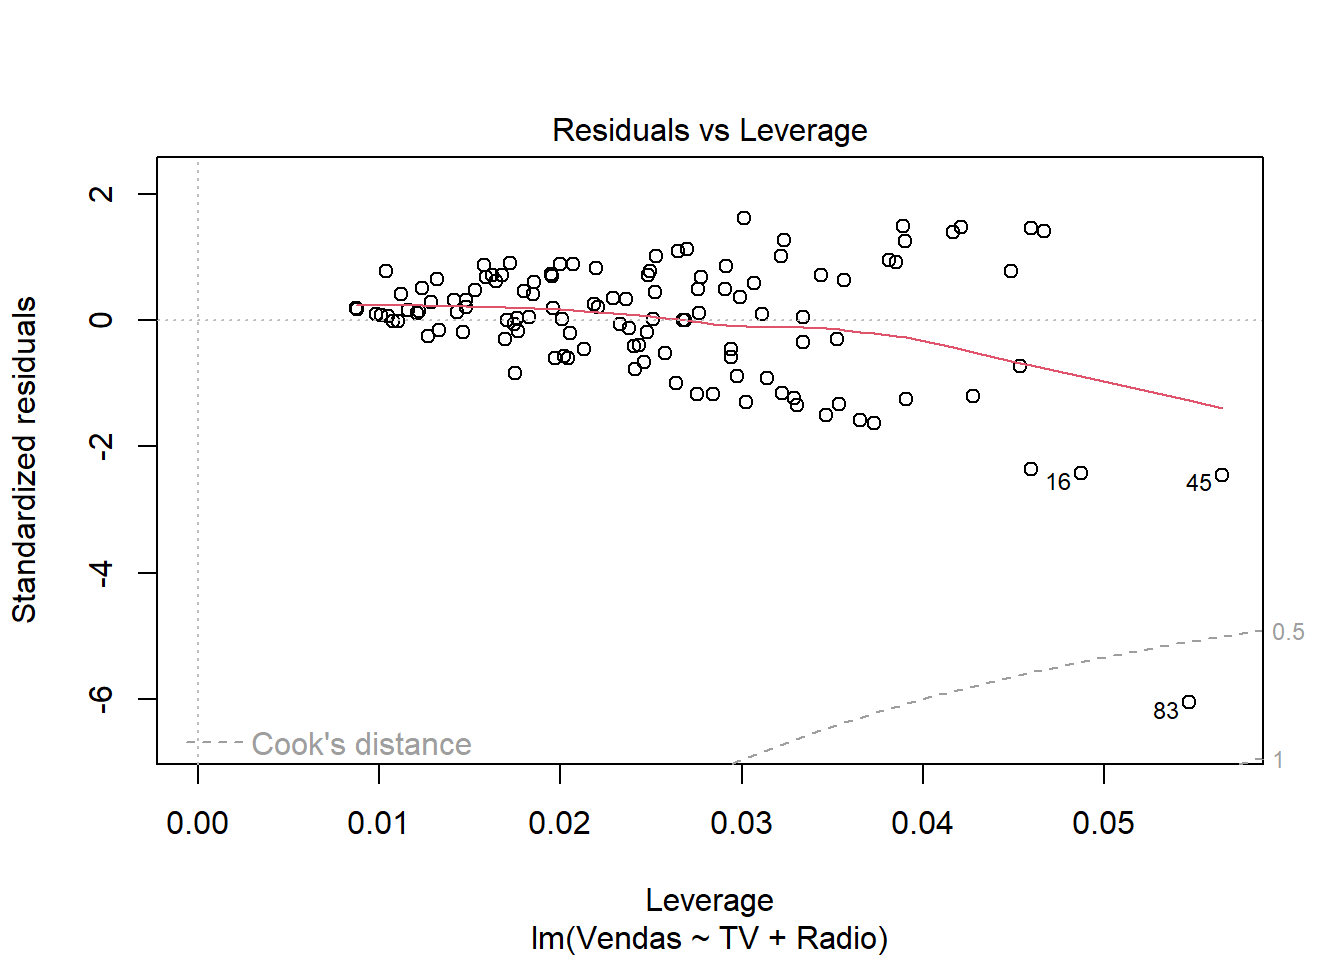 Residuals vs Leverage
Standardized residuals
2
0
-2
-4
-6
16
45
83
0.5
1
Cook's distance
0.00 0.01 0.02 0.03 0.04 0.05
Leverage
lm(Vendas ~ TV + Radio)